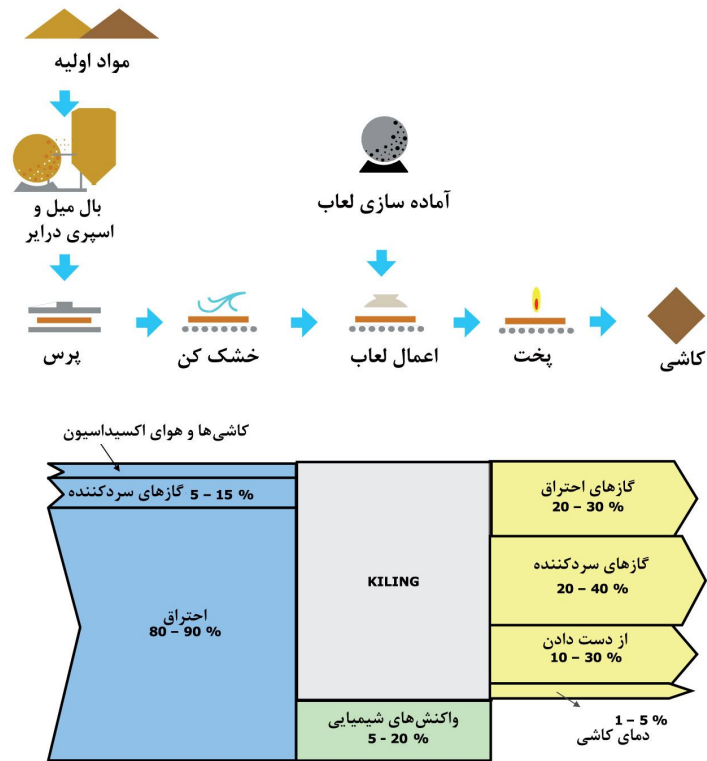 مواد اولیه
بال میل و
اسپری درایر
آماده سازی لعاب
پرس
خشک کن
اعمال لعاب
پخت
کاشی
کاشی‌ها و هوای اکسیداسیون
گازهای سردکننده 5 – 15 %
احتراق
80 – 90 %
KILING
واکنش‌های شیمیایی
5 - 20 %
گازهای احتراق
20 – 30 %
گازهای سردکننده
20 – 40 %
از دست دادن
10 – 30 %
1 – 5 %
دمای کاشی